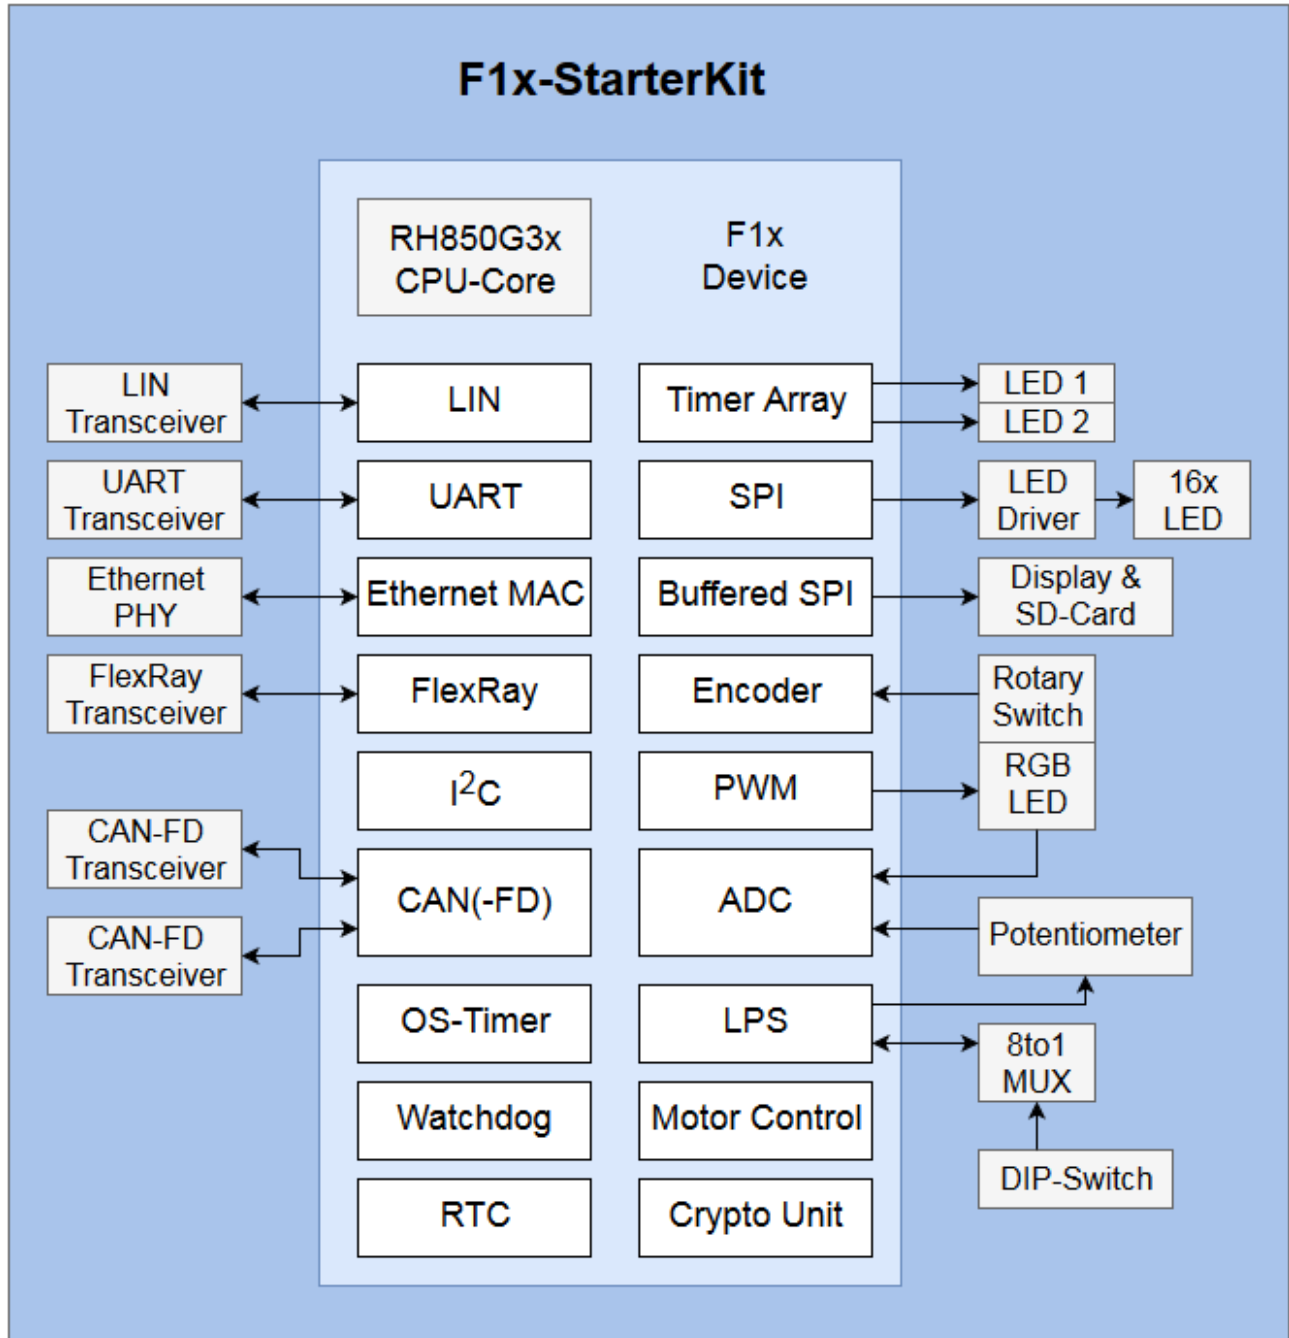 F1x-StarterKit
RH850G3x
CPU-Core
F1x
Device
LIN
Transceiver
LIN
Timer Array
LED 1
LED 2
UART
Transceiver
UART
SPI
LED
Driver
16x
LED
Ethernet
PHY
Ethernet MAC
Buffered SPI
Display &
SD-Card
FlexRay
Transceiver
FlexRay
Encoder
Rotary
Switch
I²C
PWM
RGB
LED
CAN-FD
Transceiver
CAN-FD
Transceiver
CAN(-FD)
ADC
Potentiometer
OS-Timer
LPS
8to1
MUX
Watchdog
Motor Control
DIP-Switch
RTC
Crypto Unit